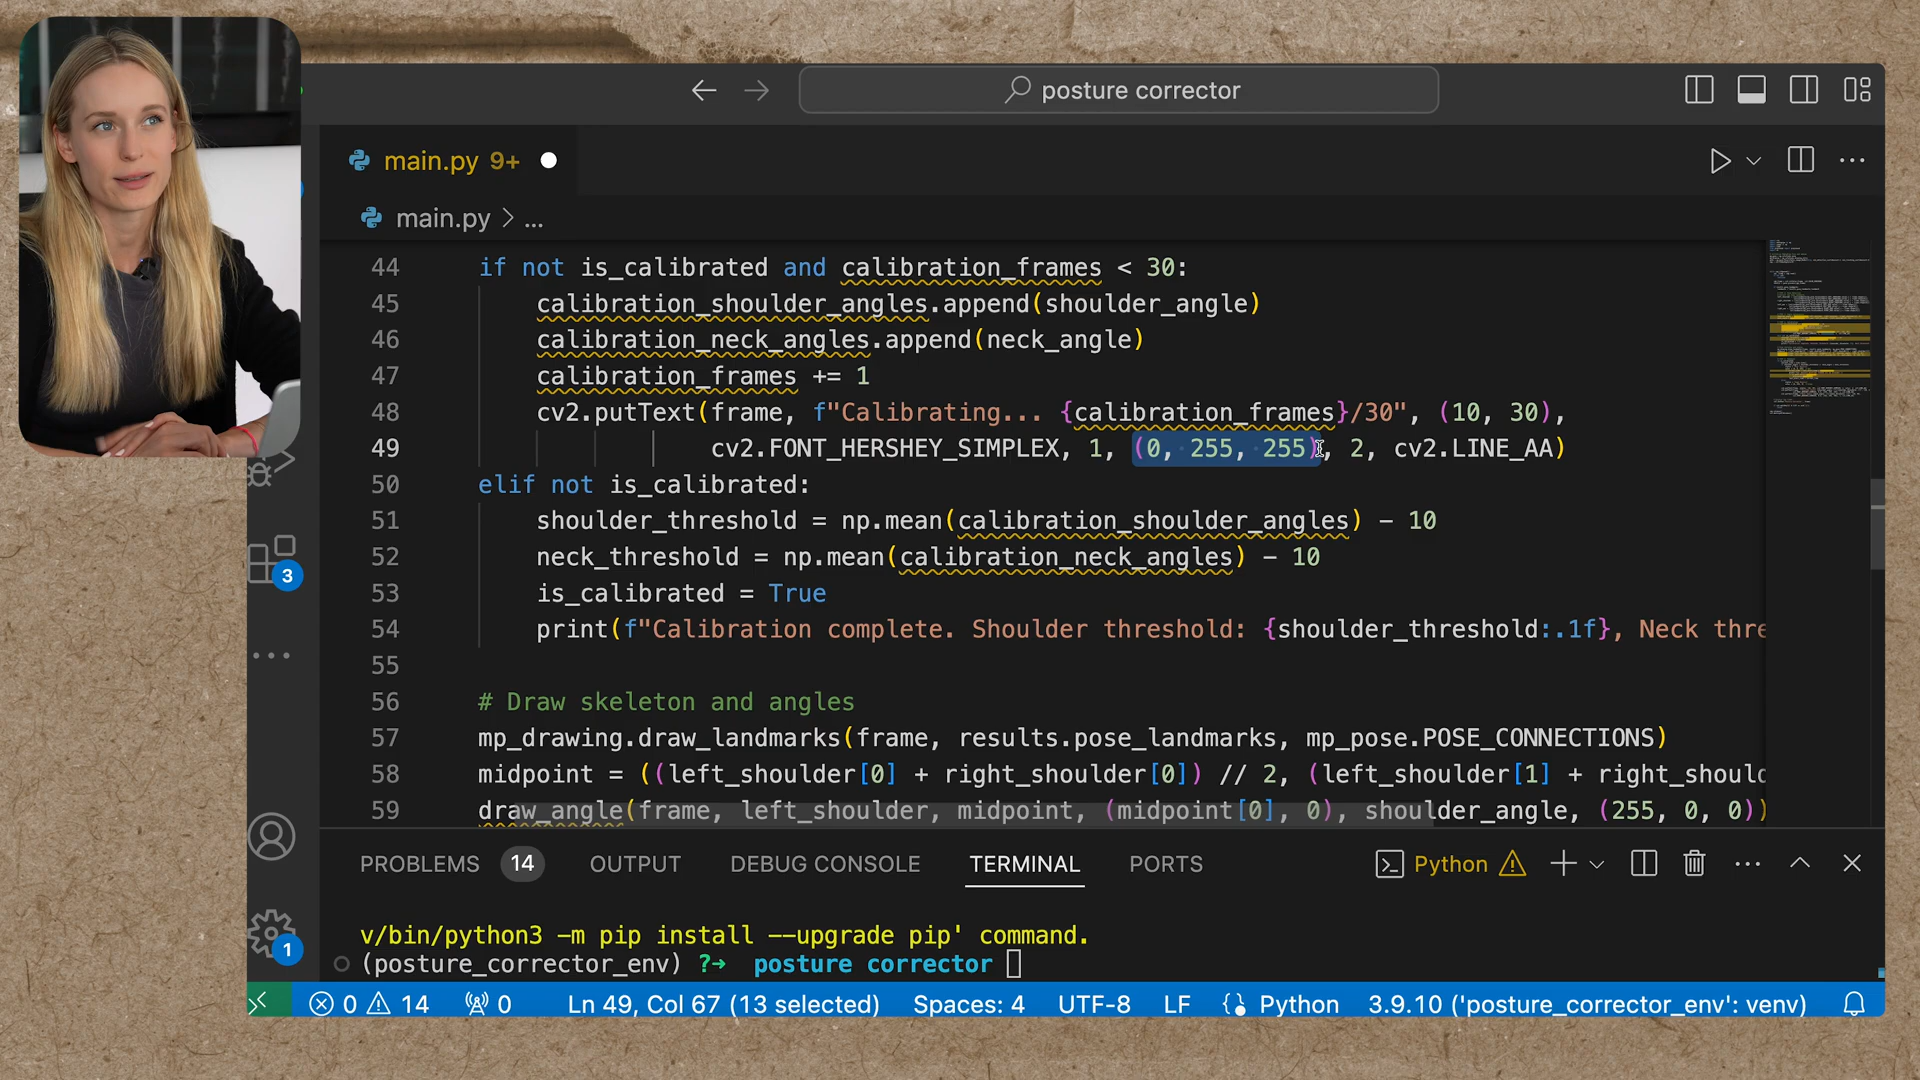 posture corrector
main.py 9+
main.py > ...
44 if not is_calibrated and calibration_frames < 30:
45 calibration_shoulder_angles.append(shoulder_angle)
46 calibration_neck_angles.append(neck_angle)
47 calibration_frames += 1
48 cv2.putText(frame, f"Calibrating... {calibration_frames}/30", (10, 30),
49 cv2.FONT_HERSHEY_SIMPLEX, 1, (0, 255, 255), 2, cv2.LINE_AA)
50 elif not is_calibrated:
51 shoulder_threshold = np.mean(calibration_shoulder_angles) - 10
52 neck_threshold = np.mean(calibration_neck_angles) - 10
53 is_calibrated = True
54 print(f"Calibration complete. Shoulder threshold: {shoulder_threshold:.1f}, Neck thre
55
56 # Draw skeleton and angles
57 mp_drawing.draw_landmarks(frame, results.pose_landmarks, mp_pose.POSE_CONNECTIONS)
58 midpoint = ((left_shoulder[0] + right_shoulder[0]) // 2, (left_shoulder[1] + right_should
59 draw_angle(frame, left_shoulder, midpoint, (midpoint[0], 0), shoulder_angle, (255, 0, 0))
3
1
PROBLEMS 14 OUTPUT DEBUG CONSOLE TERMINAL PORTS Python
v/bin/python3 -m pip install --upgrade pip' command.
(posture_corrector_env) ?→ posture corrector
0 14 0 Ln 49, Col 67 (13 selected) Spaces: 4 UTF-8 LF Python 3.9.10 ('posture_corrector_env': venv)